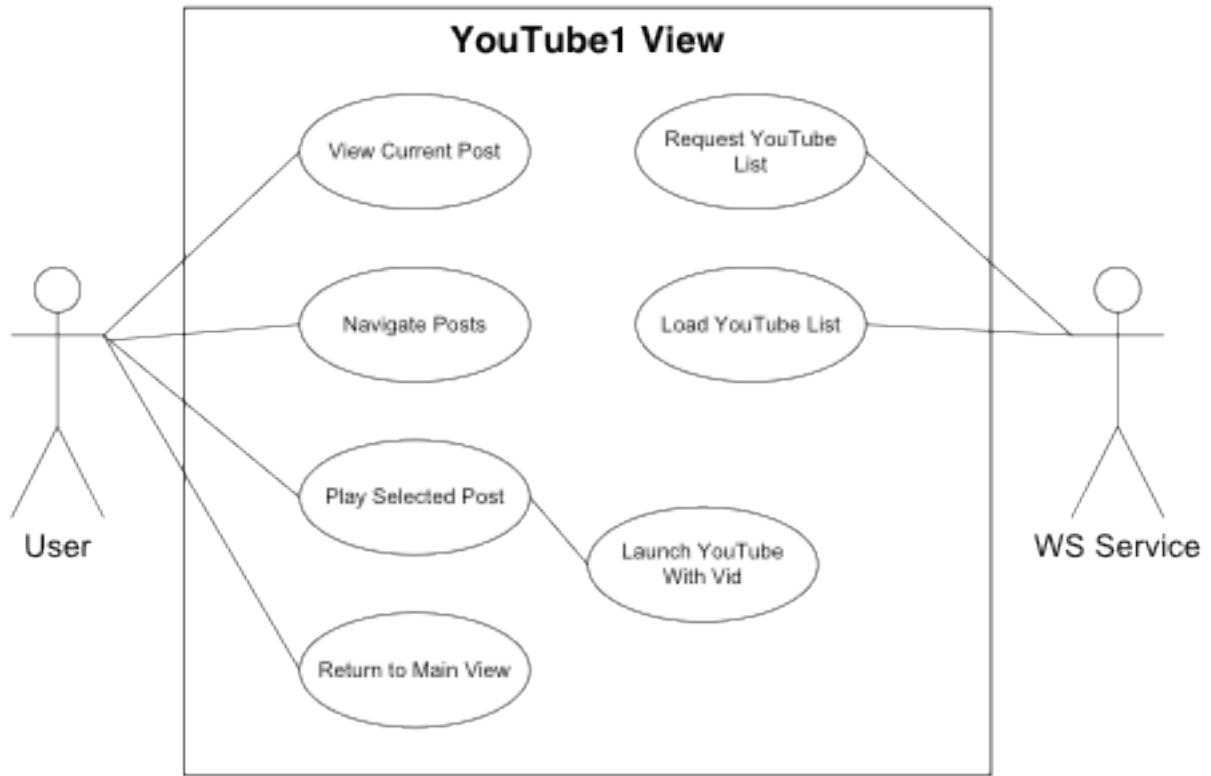 YouTube1 View
View Current Post
Request YouTube
List
Navigate Posts
Load YouTube List
Play Selected Post
Launch YouTube
With Vid
Return to Main View
User
WS Service